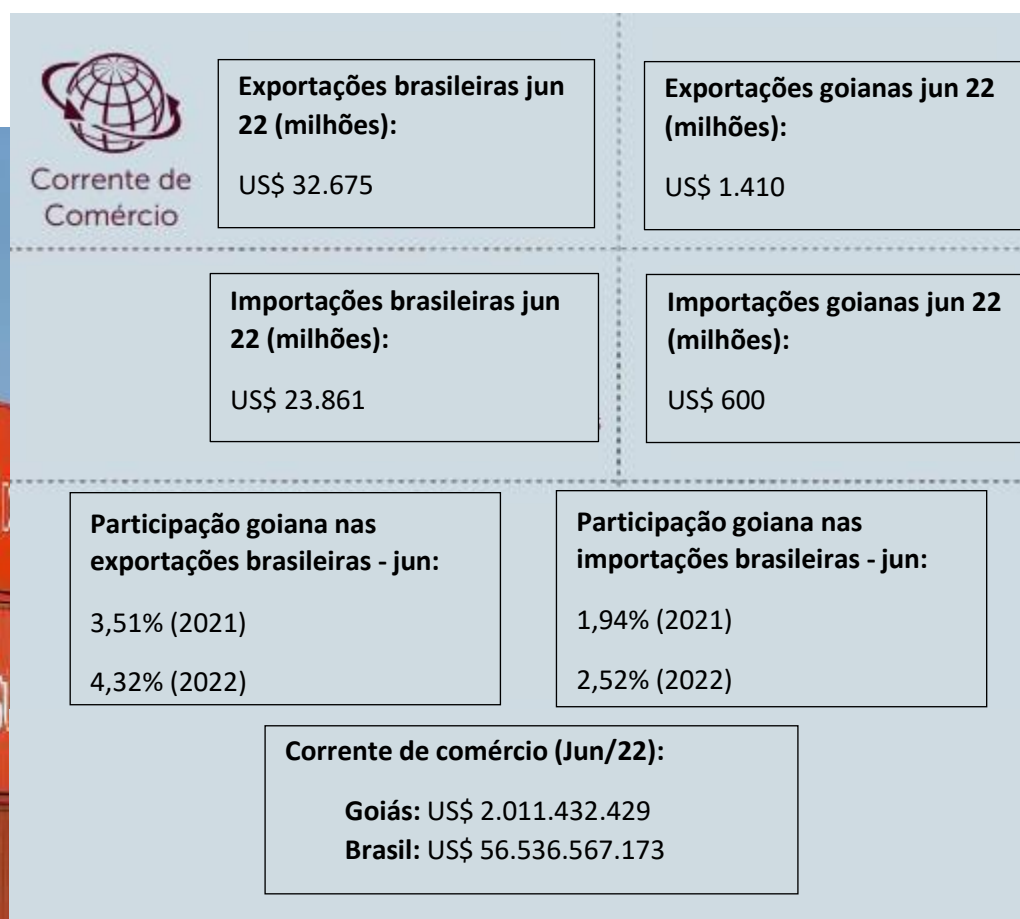 Corrente de
Comércio
Exportações brasileiras jun
22 (milhões):
US$ 32.675
Exportações goianas jun 22
(milhões):
US$ 1.410
Importações brasileiras jun
22 (milhões):
US$ 23.861
Importações goianas jun 22
(milhões):
US$ 600
Participação goiana nas
exportações brasileiras - jun:
3,51% (2021)
4,32% (2022)
Participação goiana nas
importações brasileiras - jun:
1,94% (2021)
2,52% (2022)
Corrente de comércio (Jun/22):
Goiás: US$ 2.011.432.429
Brasil: US$ 56.536.567.173